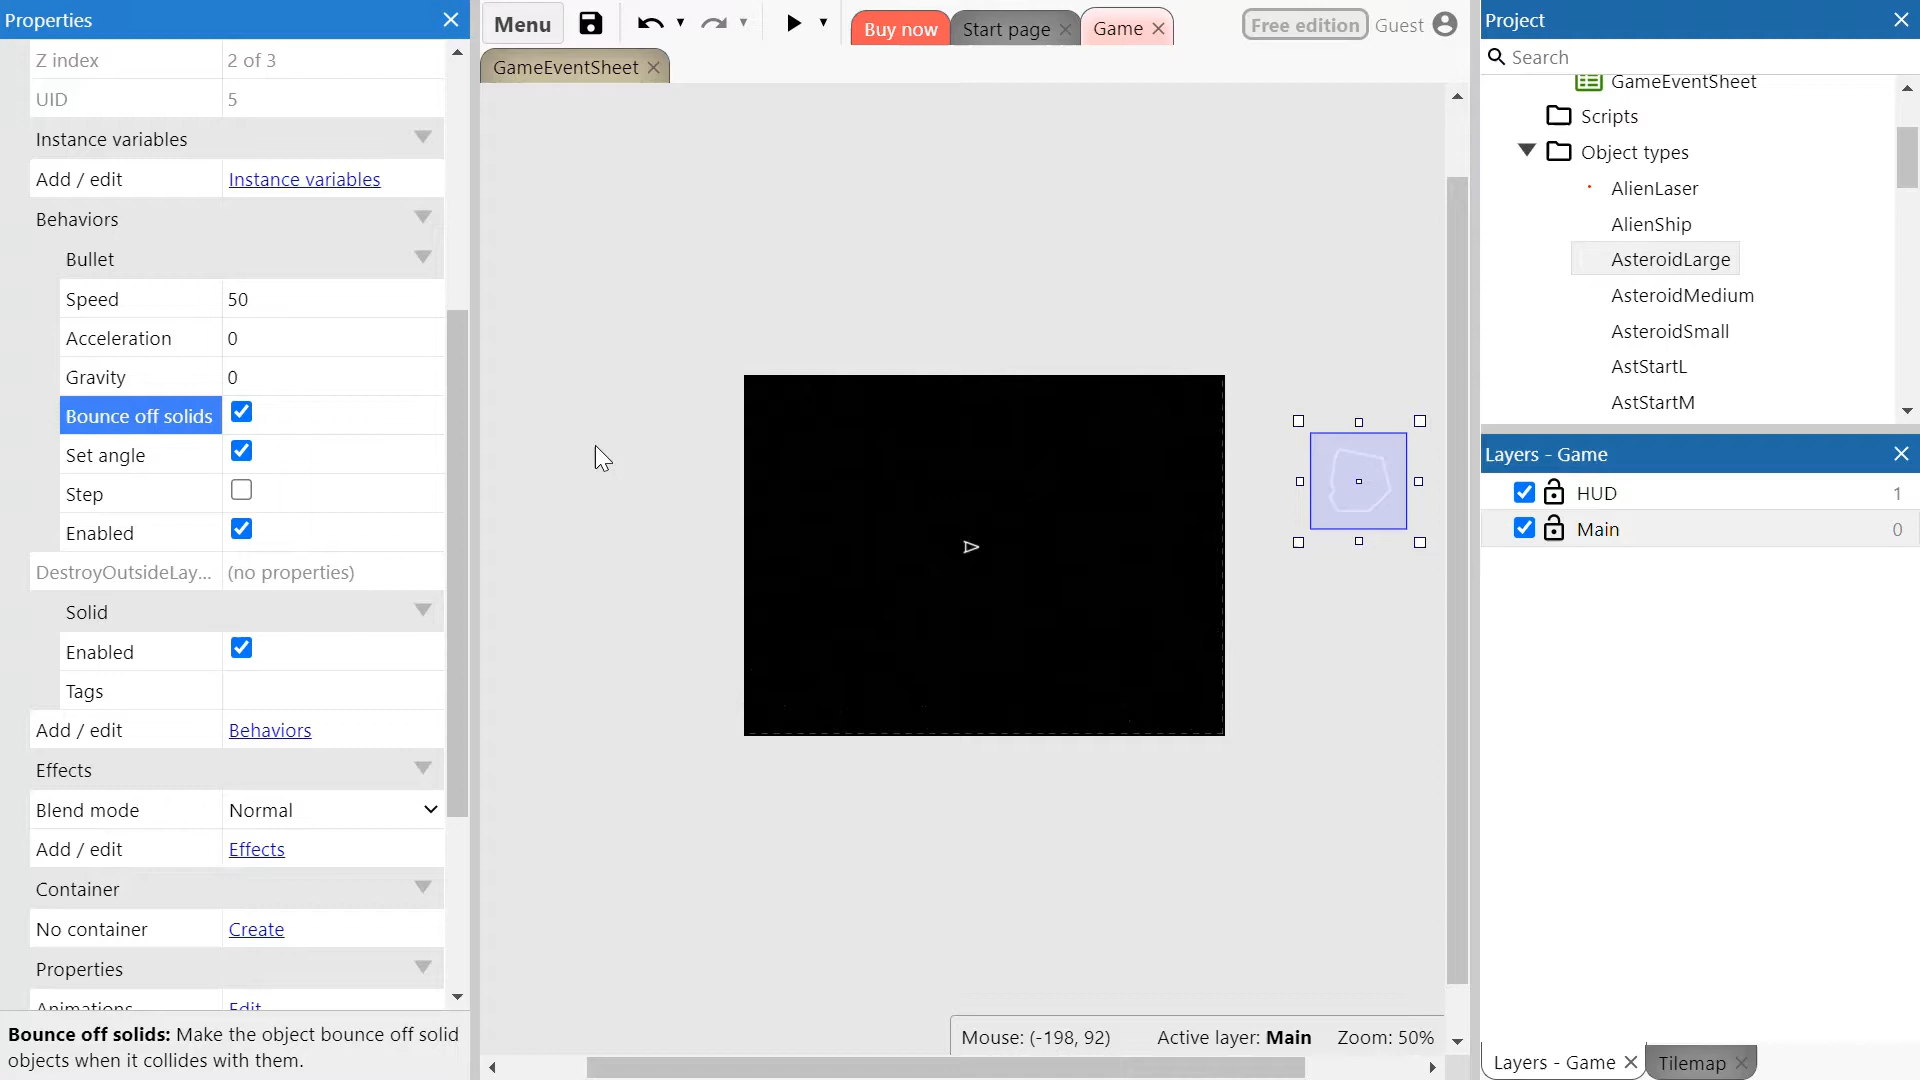 Properties
Z index 2 of 3
UID 5
Instance variables
Add / edit Instance variables
Behaviors
Bullet
Speed 50
Acceleration 0
Gravity 0
Bounce off solids
Set angle
Step
Enabled
DestroyOutsideLay... (no properties)
Solid
Enabled
Tags
Add / edit Behaviors
Effects
Blend mode Normal
Add / edit Effects
Container
No container Create
Properties
Animations Edit
Bounce off solids: Make the object bounce off solid
objects when it collides with them.
Menu
Buy now
Start page
Game
Free edition
Guest
GameEventSheet
Mouse: (-198, 92) Active layer: Main Zoom: 50%
Project
Search
GameEventSheet
Scripts
Object types
AlienLaser
AlienShip
AsteroidLarge
AsteroidMedium
AsteroidSmall
AstStartL
AstStartM
Layers - Game
HUD 1
Main 0
Layers - Game
Tilemap